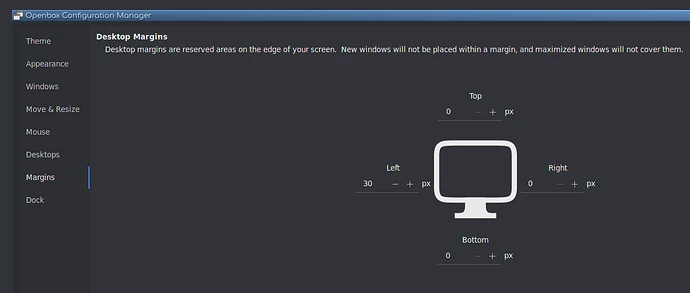 Openbox Configuration Manager
Theme
Appearance
Windows
Move & Resize
Mouse
Desktops
Margins
Dock
Desktop Margins
Desktop margins are reserved areas on the edge of your screen.  New windows will not be placed within a margin, and maximized windows will not cover them.
Top
0 − + px
Left
30 − + px
Right
0 − + px
Bottom
0 − + px